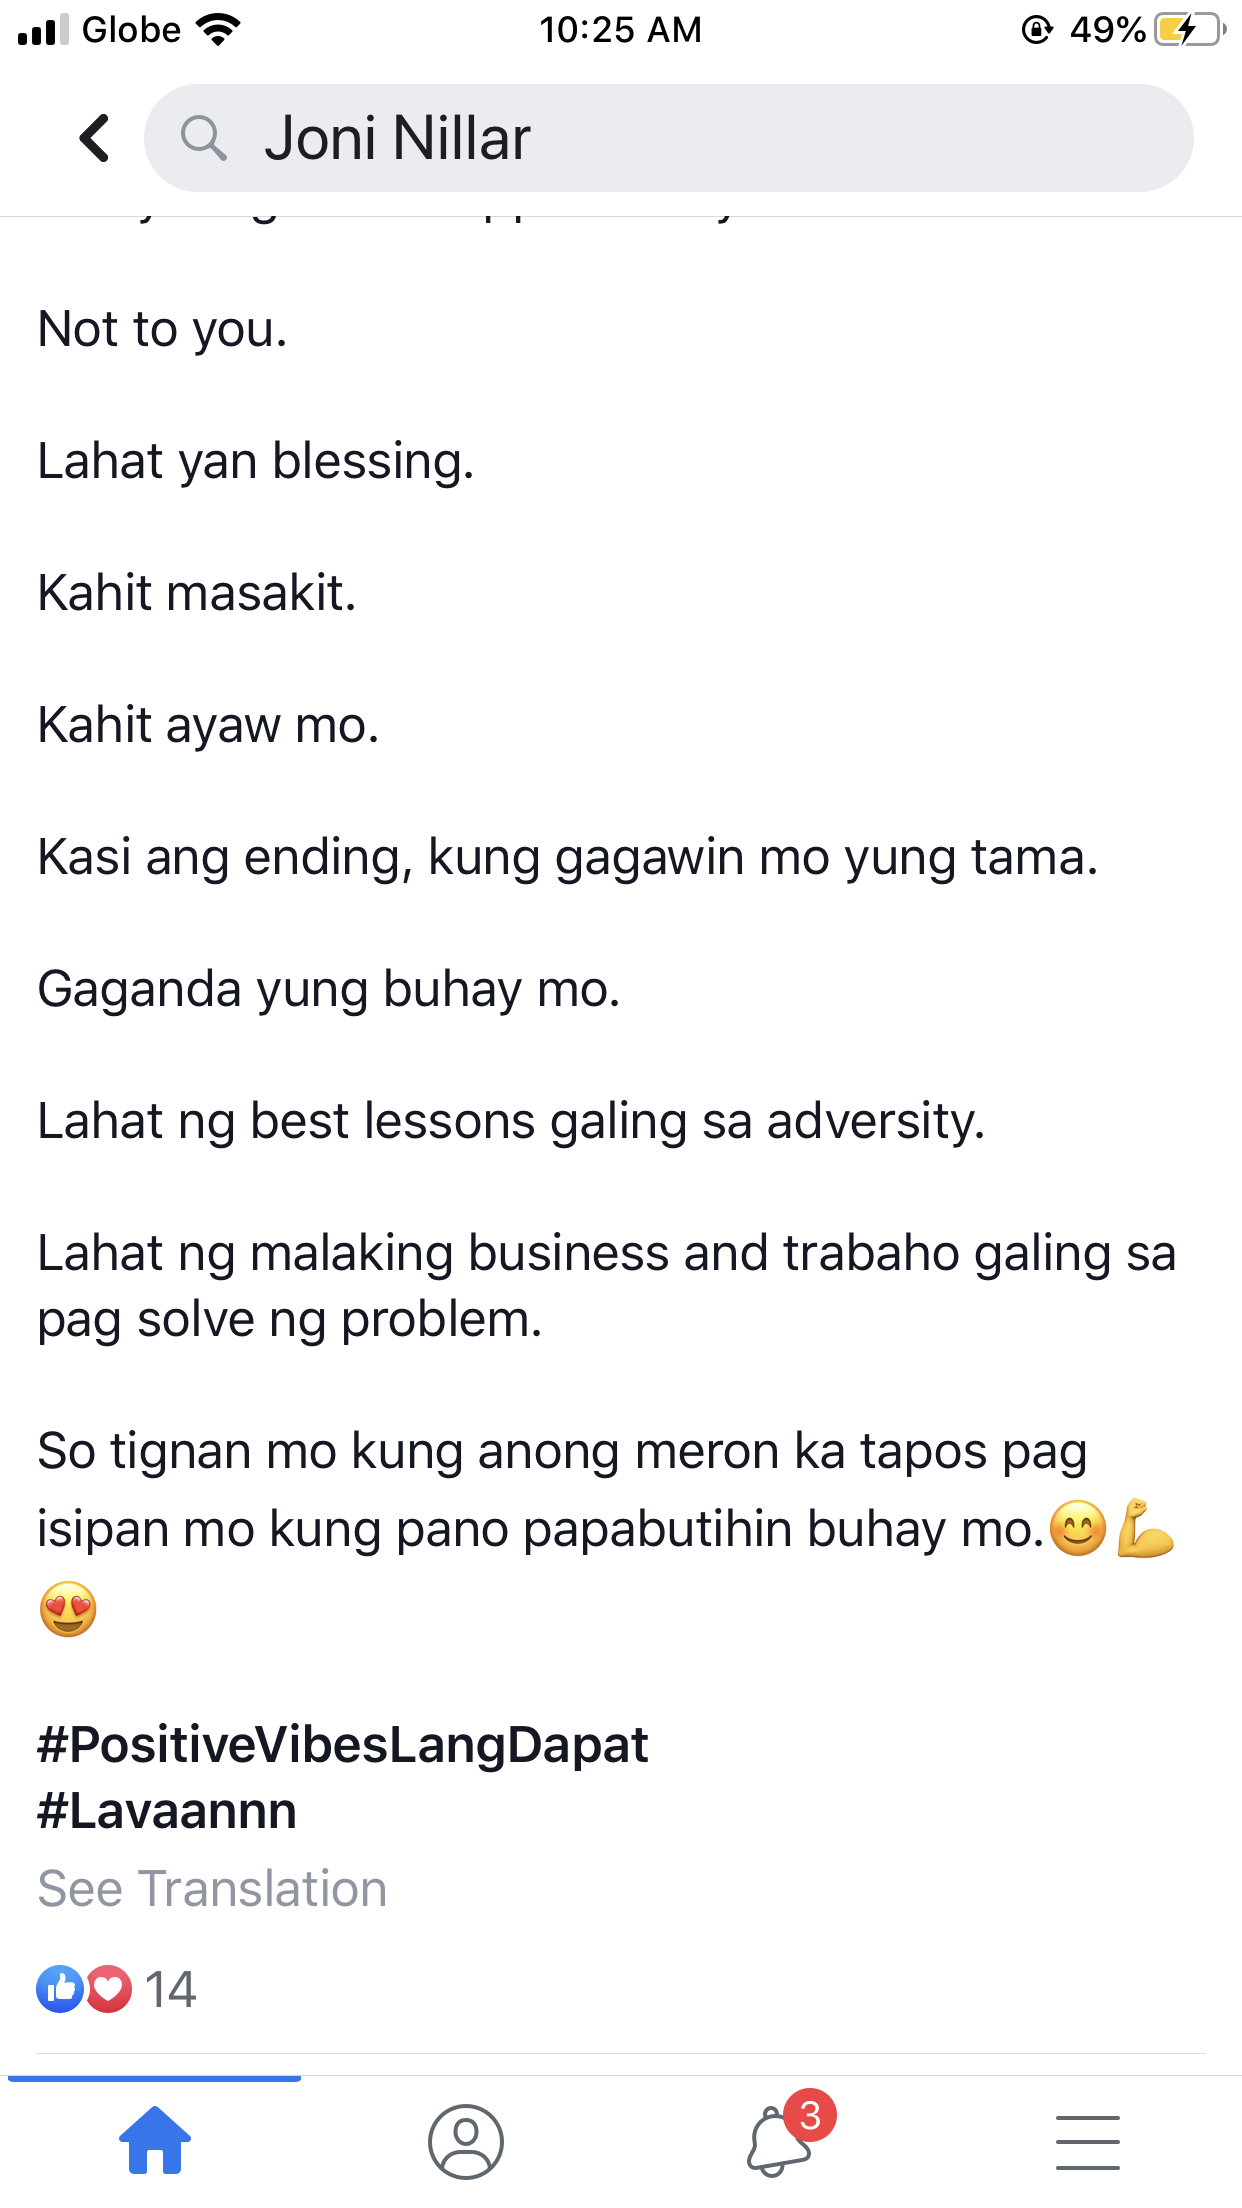 Globe 10:25 AM 49%
Joni Nillar
Not to you.
Lahat yan blessing.
Kahit masakit.
Kahit ayaw mo.
Kasi ang ending, kung gagawin mo yung tama.
Gaganda yung buhay mo.
Lahat ng best lessons galing sa adversity.
Lahat ng malaking business and trabaho galing sa
pag solve ng problem.
So tignan mo kung anong meron ka tapos pag
isipan mo kung pano papabutihin buhay mo.😊💪
😍
#PositiveVibesLangDapat
#Lavaannn
See Translation
14
3